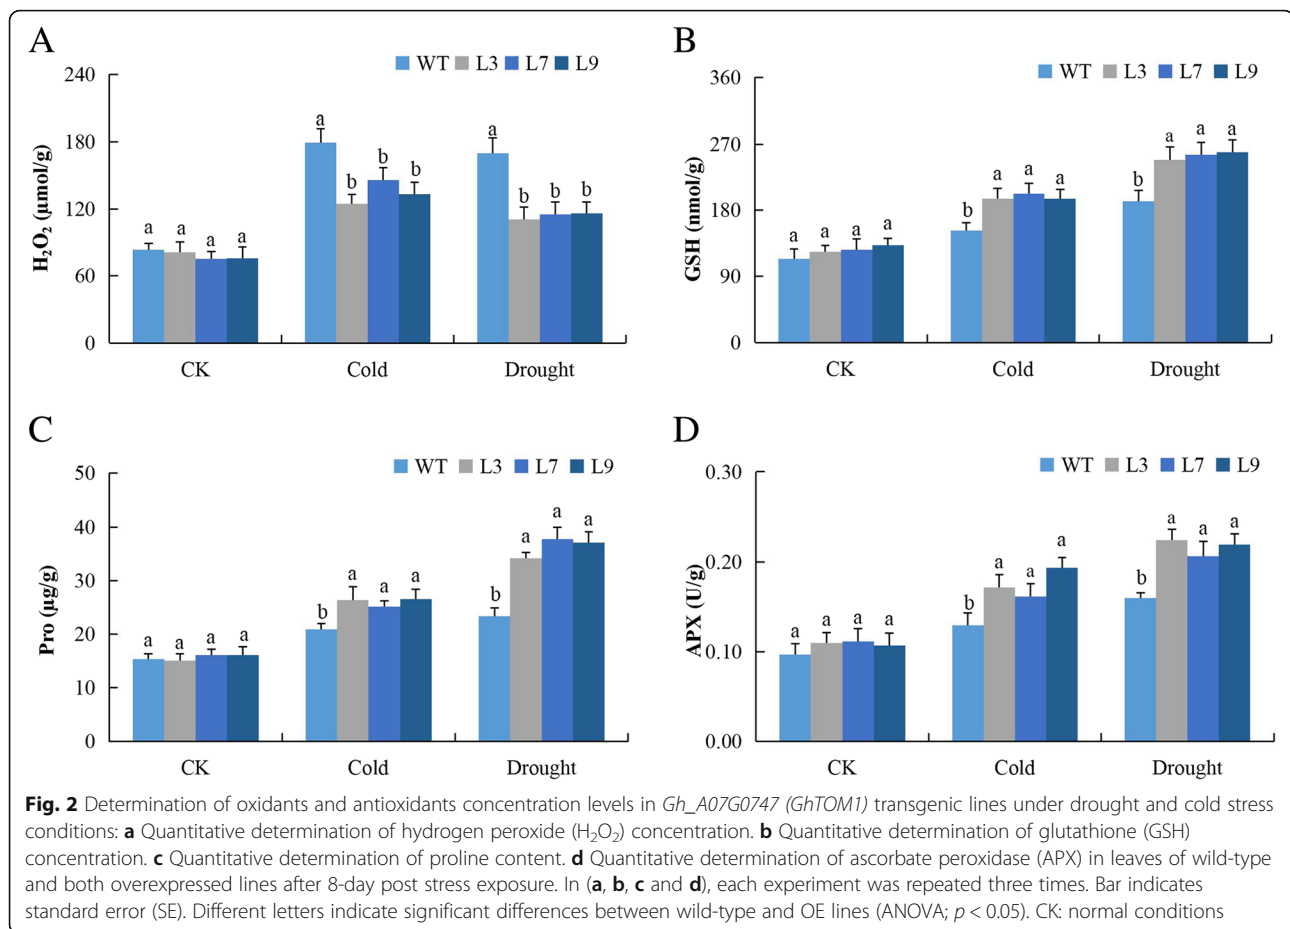 A
WT L3 L7 L9
240
180
120
60
0
H₂O₂ (µmol/g)
a a a a
a b b b
a b b b
CK Cold Drought
B
WT L3 L7 L9
360
270
180
90
0
GSH (nmol/g)
a a a a
b a a a
b a a a
CK Cold Drought
C
WT L3 L7 L9
50
40
30
20
10
0
Pro (µg/g)
a a a a
b a a a
b a a a
CK Cold Drought
D
WT L3 L7 L9
0.30
0.20
0.10
0.00
APX (U/g)
a a a a
b a a a
b a a a
CK Cold Drought
Fig. 2 Determination of oxidants and antioxidants concentration levels in Gh_A07G0747 (GhTOM1) transgenic lines under drought and cold stress
conditions: a Quantitative determination of hydrogen peroxide (H₂O₂) concentration. b Quantitative determination of glutathione (GSH)
concentration. c Quantitative determination of proline content. d Quantitative determination of ascorbate peroxidase (APX) in leaves of wild-type
and both overexpressed lines after 8-day post stress exposure. In (a, b, c and d), each experiment was repeated three times. Bar indicates
standard error (SE). Different letters indicate significant differences between wild-type and OE lines (ANOVA; p < 0.05). CK: normal conditions